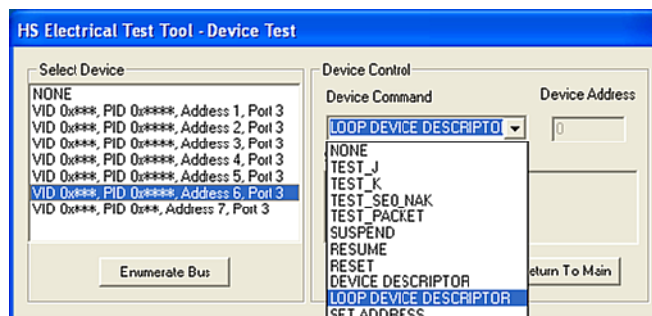 HS Electrical Test Tool - Device Test
Select Device
NONE
VID 0x***, PID 0x****, Address 1, Port 3
VID 0x***, PID 0x****, Address 2, Port 3
VID 0x***, PID 0x****, Address 3, Port 3
VID 0x***, PID 0x****, Address 4, Port 3
VID 0x***, PID 0x****, Address 5, Port 3
VID 0x***, PID 0x****, Address 6, Port 3
VID 0x***, PID 0x**, Address 7, Port 3
Enumerate Bus
Device Control
Device Command
Device Address
LOOP DEVICE DESCRIPTO
0
NONE
TEST_J
TEST_K
TEST_SE0_NAK
TEST_PACKET
SUSPEND
RESUME
RESET
DEVICE DESCRIPTOR
LOOP DEVICE DESCRIPTOR
SET ADDRESS
eturn To Main